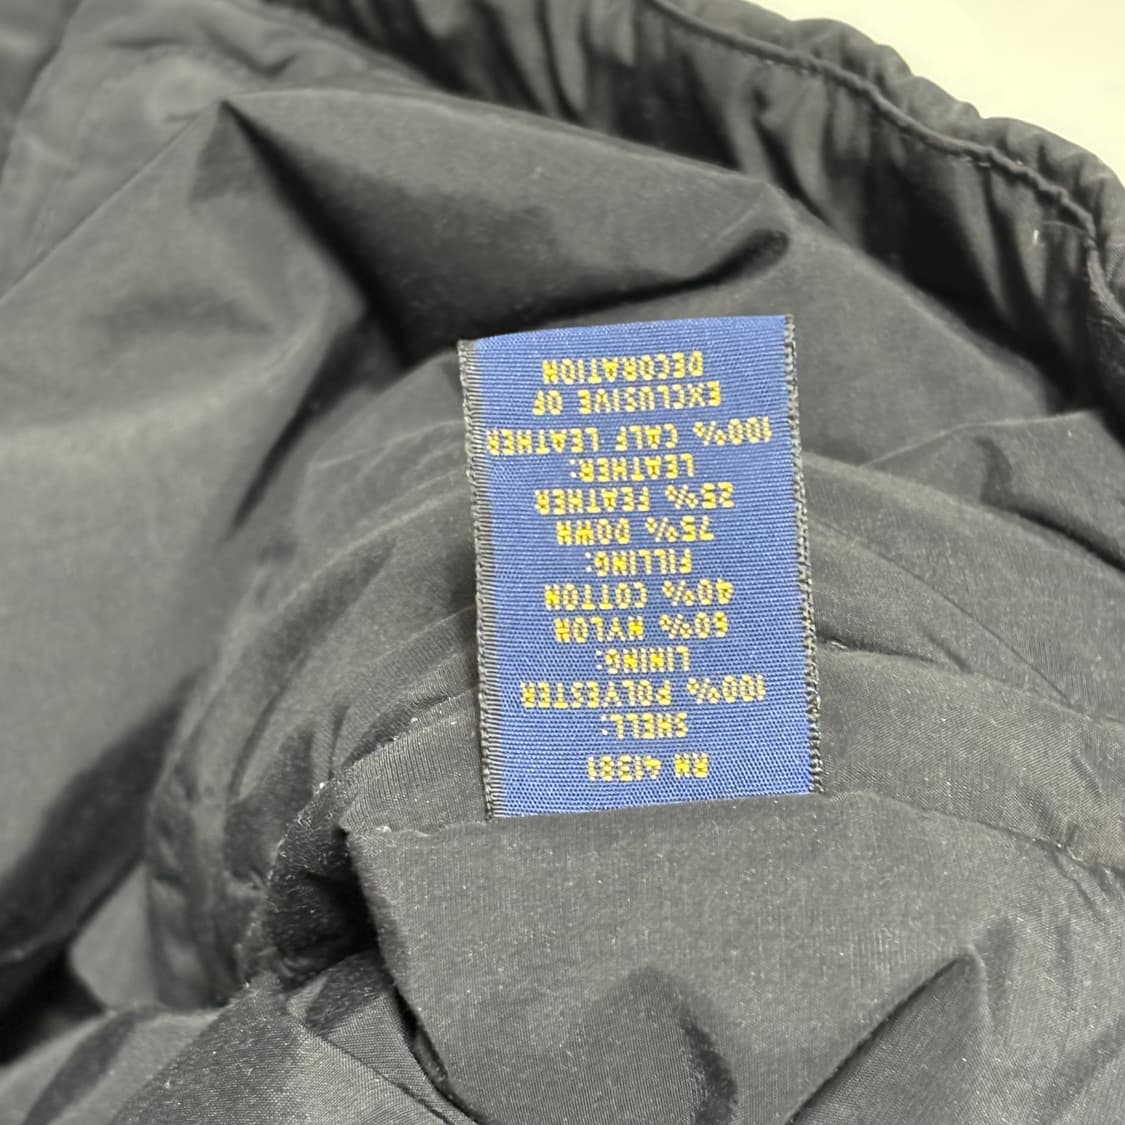 RN 41381
SHELL:
100% POLYESTER
LINING:
60% NYLON
40% COTTON
FILLING:
75% DOWN
25% FEATHER
LEATHER:
100% CALF LEATHER
EXCLUSIVE OF
DECORATION